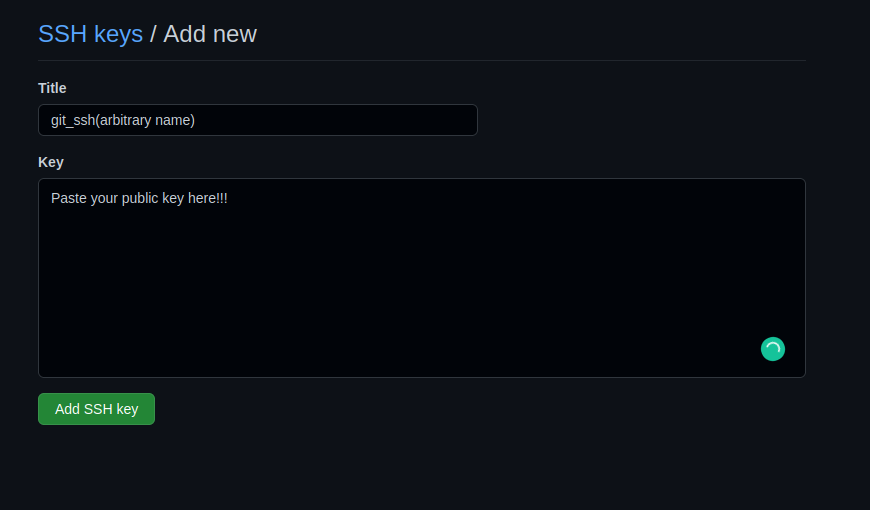 SSH keys / Add new
Title
git_ssh(arbitrary name)
Key
Paste your public key here!!!
Add SSH key